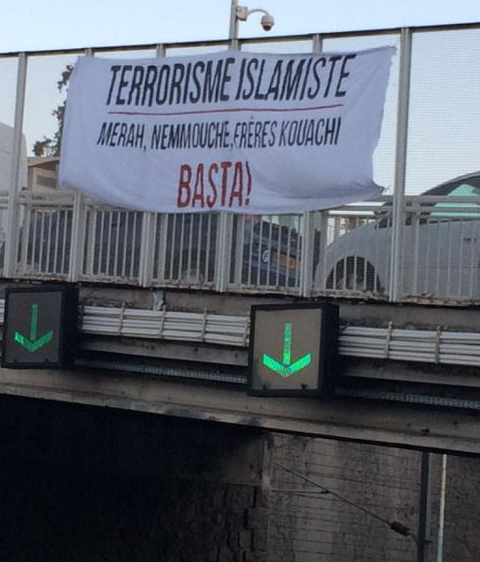 TERRORISME ISLAMISTE
MERAH, NEMMOUCHE, FRÈRES KOUACHI
BASTA!